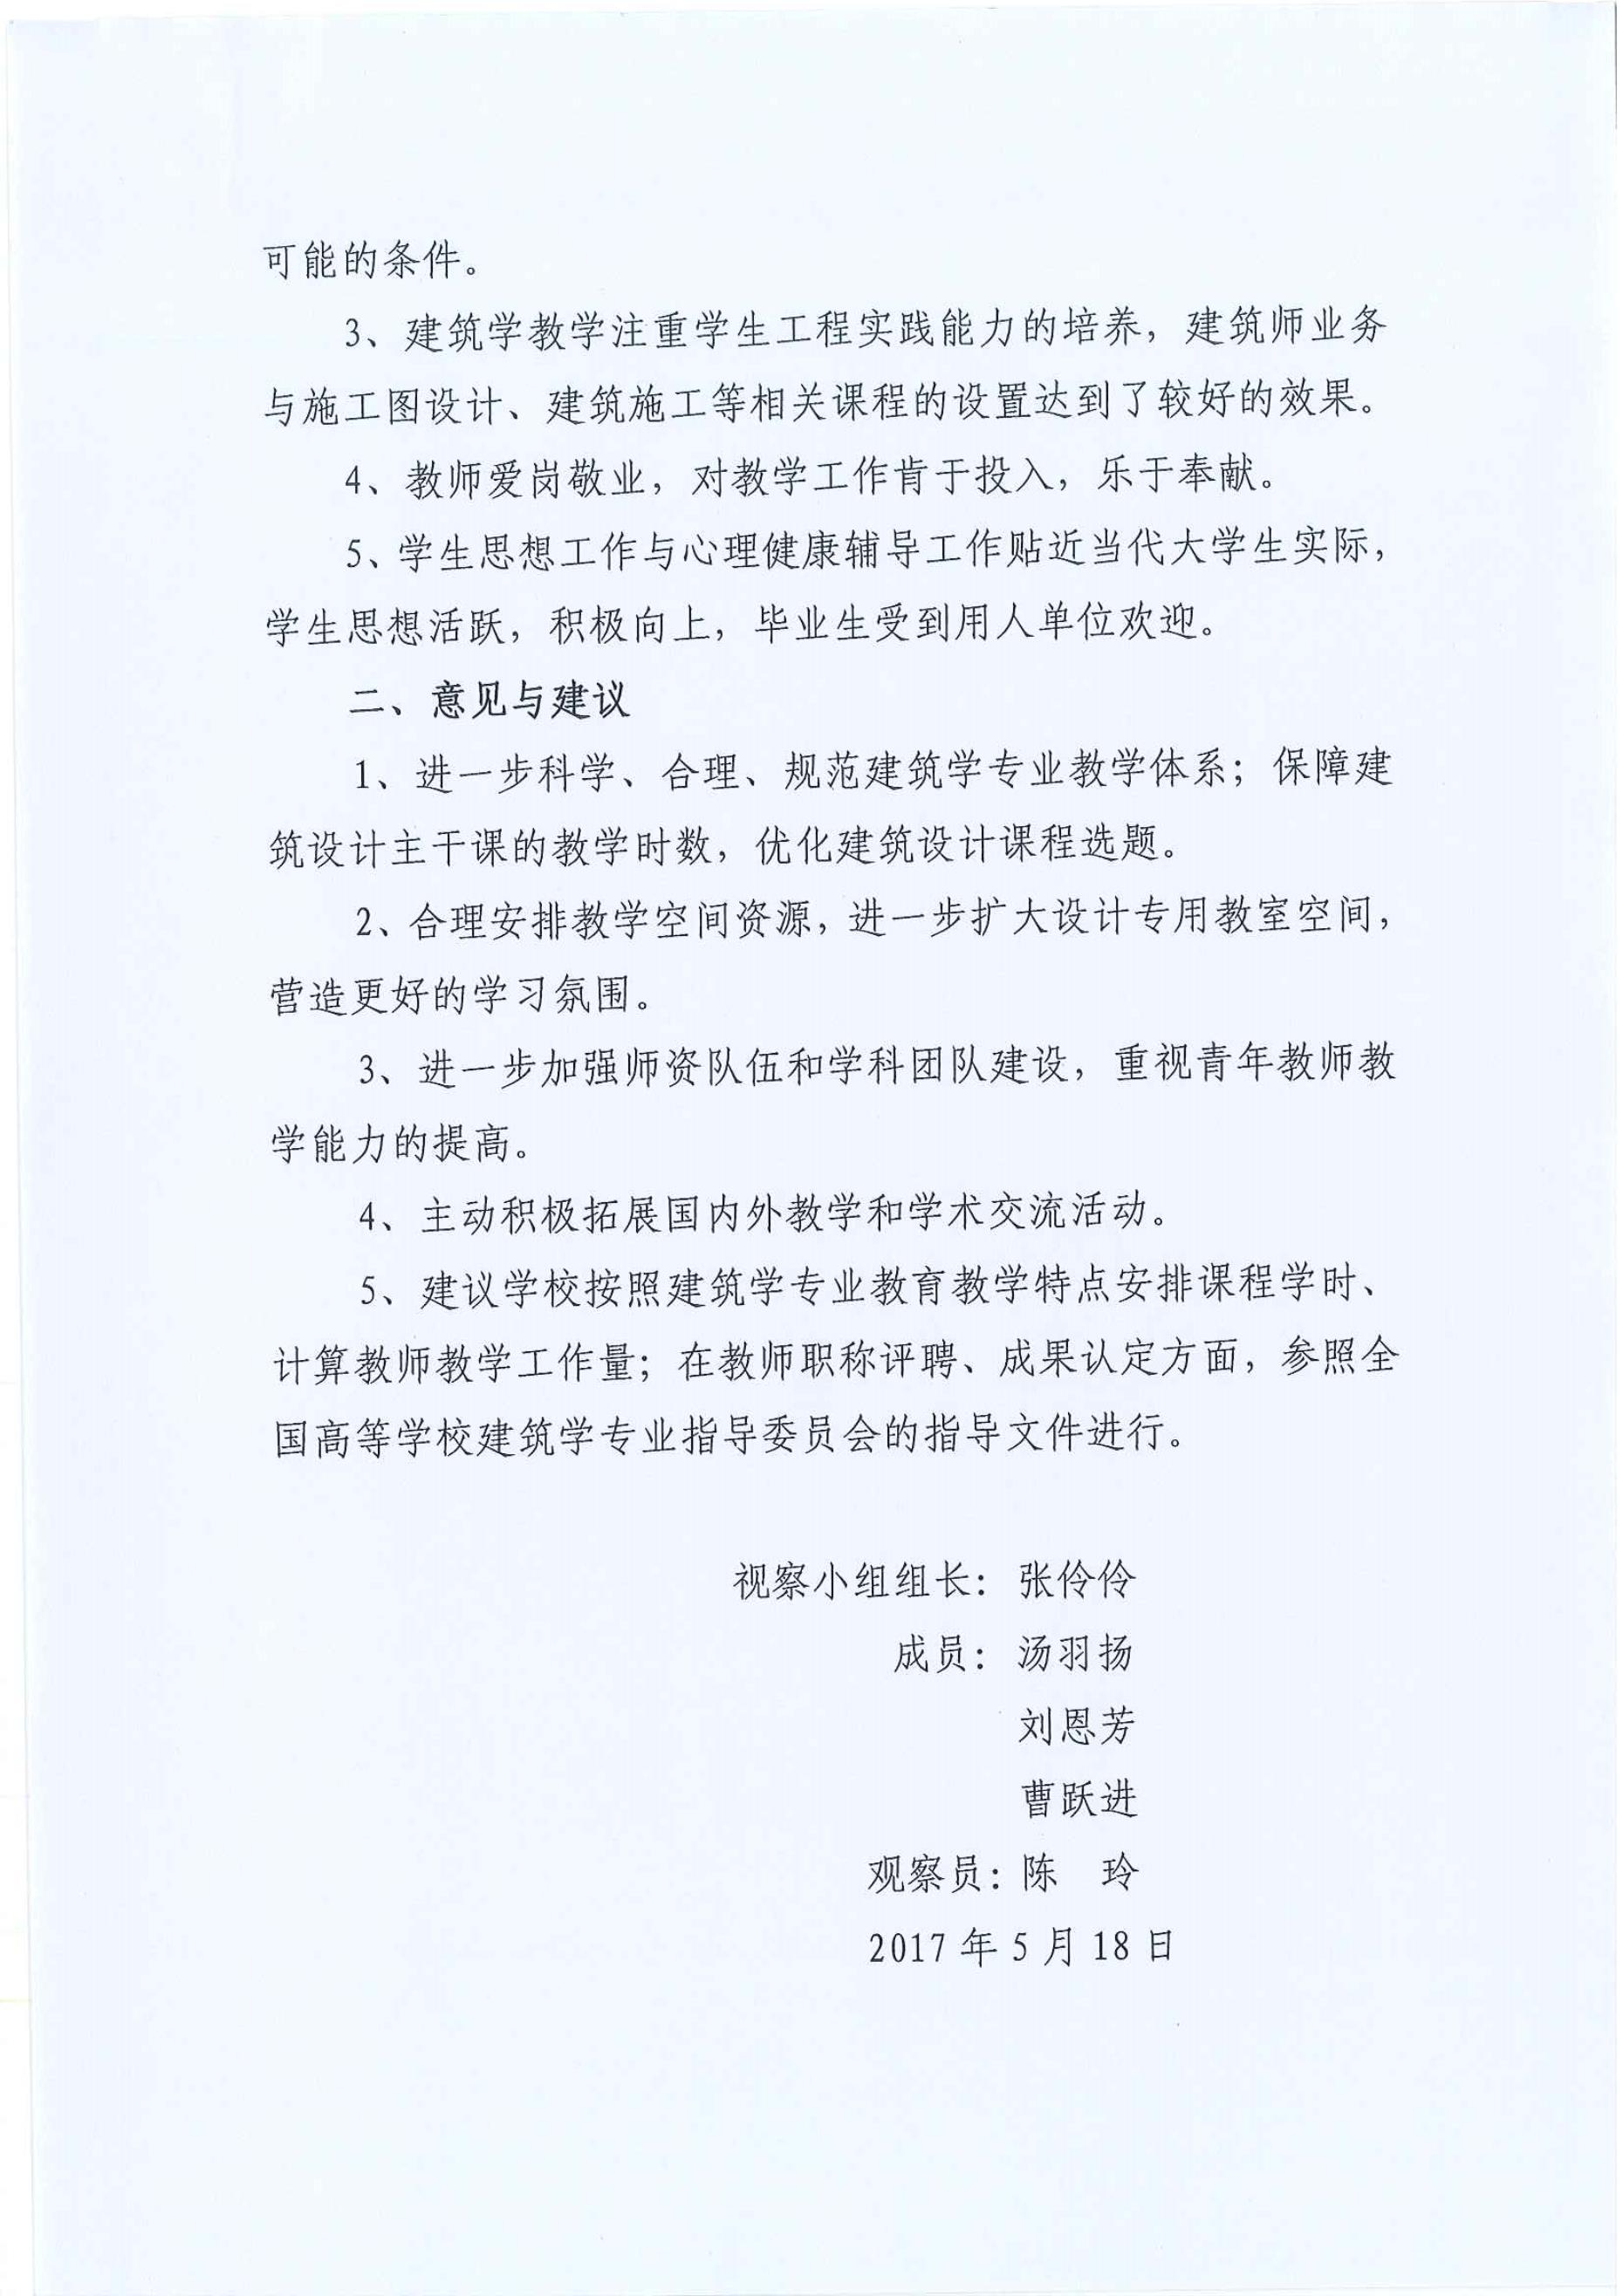 可能的条件。
3、建筑学教学注重学生工程实践能力的培养，建筑师业务
与施工图设计、建筑施工等相关课程的设置达到了较好的效果。
4、教师爱岗敬业，对教学工作肯于投入，乐于奉献。
5、学生思想工作与心理健康辅导工作贴近当代大学生实际，
学生思想活跃，积极向上，毕业生受到用人单位欢迎。
二、意见与建议
1、进一步科学、合理、规范建筑学专业教学体系；保障建
筑设计主干课的教学时数，优化建筑设计课程选题。
2、合理安排教学空间资源，进一步扩大设计专用教室空间，
营造更好的学习氛围。
3、进一步加强师资队伍和学科团队建设，重视青年教师教
学能力的提高。
4、主动积极拓展国内外教学和学术交流活动。
5、建议学校按照建筑学专业教育教学特点安排课程学时、
计算教师教学工作量；在教师职称评聘、成果认定方面，参照全
国高等学校建筑学专业指导委员会的指导文件进行。
视察小组组长：张伶伶
成员：汤羽扬
刘恩芳
曹跃进
观察员：陈　玲
2017 年 5 月 18 日